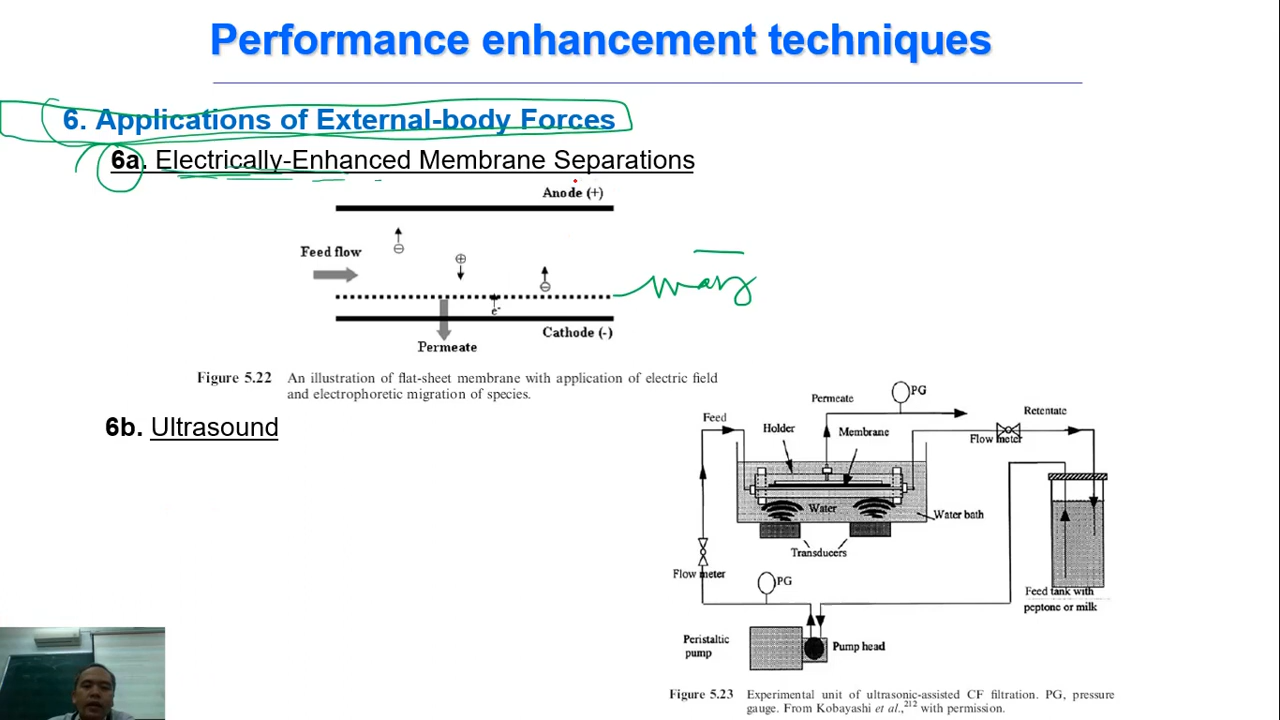 Performance enhancement techniques
6. Applications of External-body Forces
6a. Electrically-Enhanced Membrane Separations
Anode (+)
Feed flow
e-
Cathode (-)
Permeate
Figure 5.22 An illustration of flat-sheet membrane with application of electric field
and electrophoretic migration of species.
6b. Ultrasound
PG
Permeate
Feed
Retentate
Holder
Membrane
Flow meter
Water
Water bath
Transducers
Flow meter
PG
Feed tank with
peptone or milk
Peristaltic
pump
Pump head
Figure 5.23 Experimental unit of ultrasonic-assisted CF filtration. PG, pressure
gauge. From Kobayashi et al.,212 with permission.